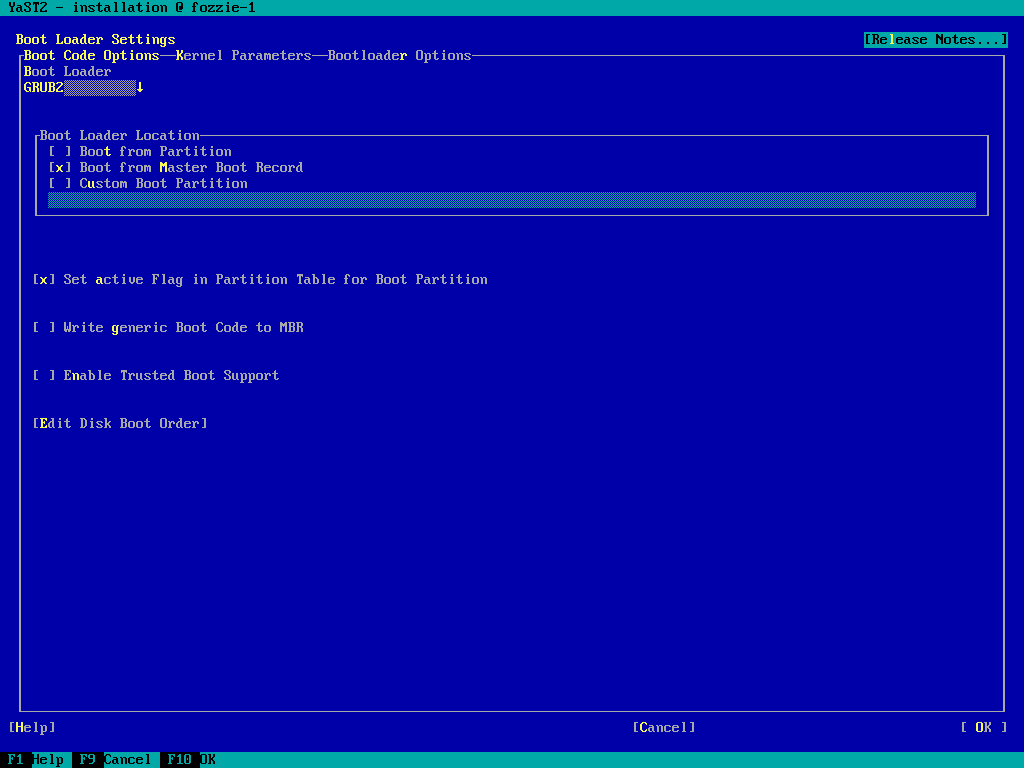 YaST2 - installation @ fozzie-1
Boot Loader Settings [Release Notes...]
Boot Code Options Kernel Parameters Bootloader Options
Boot Loader
GRUB2 ↓
Boot Loader Location
[ ] Boot from Partition
[x] Boot from Master Boot Record
[ ] Custom Boot Partition
[x] Set active Flag in Partition Table for Boot Partition
[ ] Write generic Boot Code to MBR
[ ] Enable Trusted Boot Support
[Edit Disk Boot Order]
[Help] [Cancel] [ OK ]
F1 Help F9 Cancel F10 OK